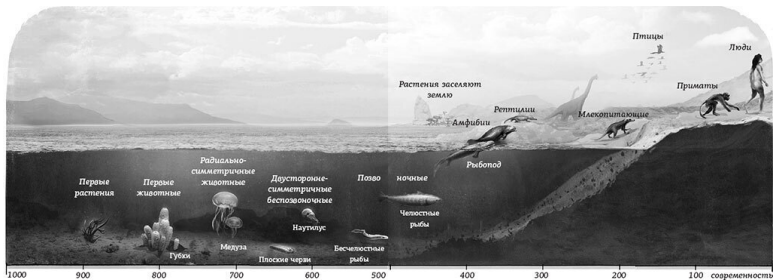 Птицы
Люди
Растения заселяют
землю
Приматы
Рептилии
Млекопитающие
Амфибии
Рыбопод
Радиально-
симметричные
животные
Двусторонне-
симметричные
беспозвоночные
Позво ночные
Первые
растения
Первые
животные
Челюстные
рыбы
Наутилус
Медуза
Бесчелюстные
рыбы
Губки
Плоские черви
1000 900 800 700 600 500 400 300 200 100 современность